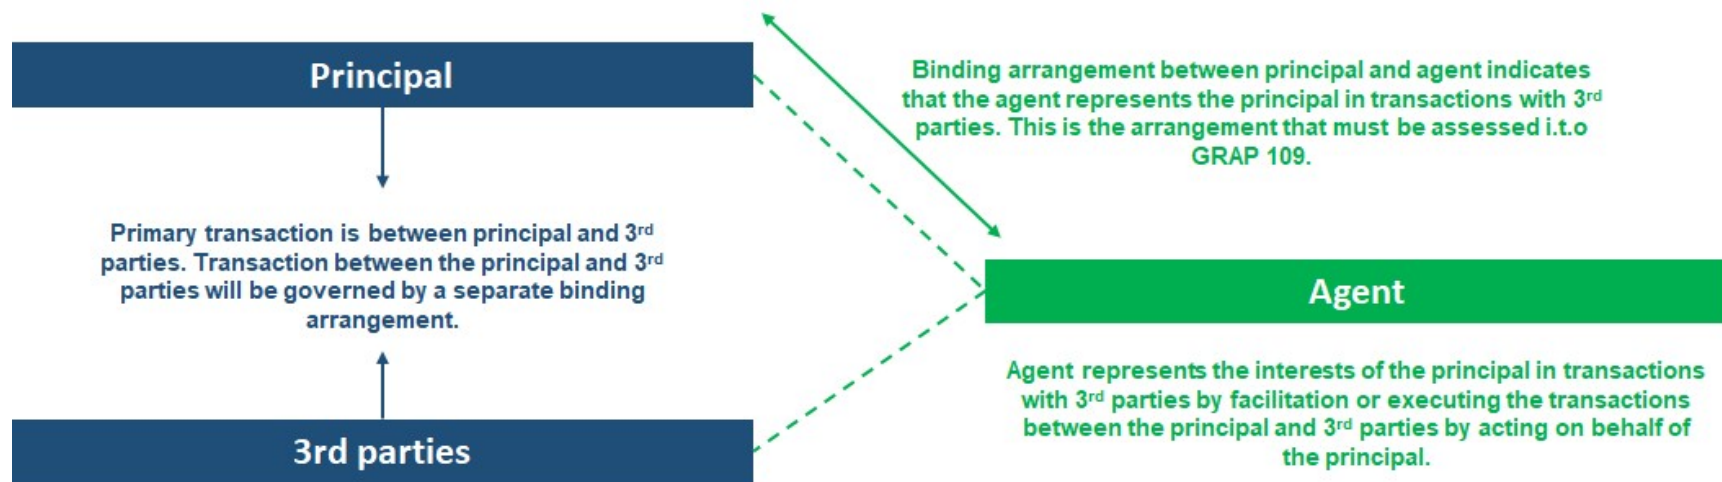 Principal
Binding arrangement between principal and agent indicates
that the agent represents the principal in transactions with 3rd
parties. This is the arrangement that must be assessed i.t.o
GRAP 109.
Primary transaction is between principal and 3rd
parties. Transaction between the principal and 3rd
parties will be governed by a separate binding
arrangement.
Agent
Agent represents the interests of the principal in transactions
with 3rd parties by facilitation or executing the transactions
between the principal and 3rd parties by acting on behalf of
the principal.
3rd parties